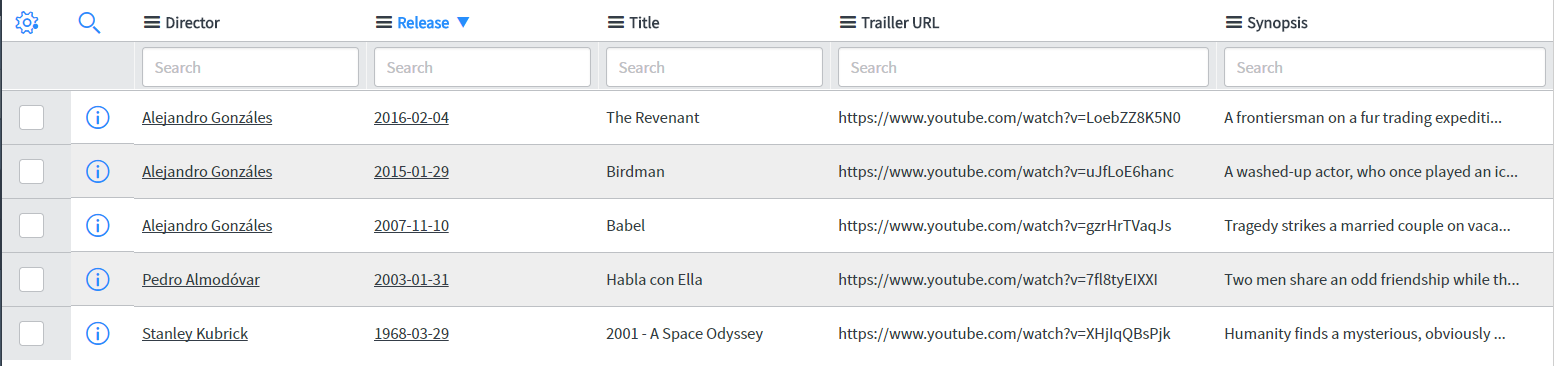 Director Release Title Trailler URL Synopsis
Search Search Search Search Search
Alejandro Gonzáles 2016-02-04 The Revenant https://www.youtube.com/watch?v=LoebZZ8K5N0 A frontiersman on a fur trading expediti...
Alejandro Gonzáles 2015-01-29 Birdman https://www.youtube.com/watch?v=uJfLoE6hanc A washed-up actor, who once played an ic...
Alejandro Gonzáles 2007-11-10 Babel https://www.youtube.com/watch?v=gzrHrTVaqJs Tragedy strikes a married couple on vaca...
Pedro Almodóvar 2003-01-31 Habla con Ella https://www.youtube.com/watch?v=7fl8tyEIXXI Two men share an odd friendship while th...
Stanley Kubrick 1968-03-29 2001 - A Space Odyssey https://www.youtube.com/watch?v=XHjIqQBsPjk Humanity finds a mysterious, obviously ...